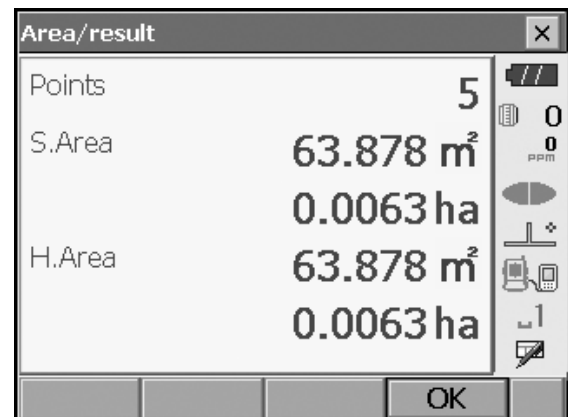 Area/result
Points 5
0
S.Area 63.878 ㎡
0
PPM
0.0063 ha
H.Area 63.878 ㎡
0.0063 ha
1
OK